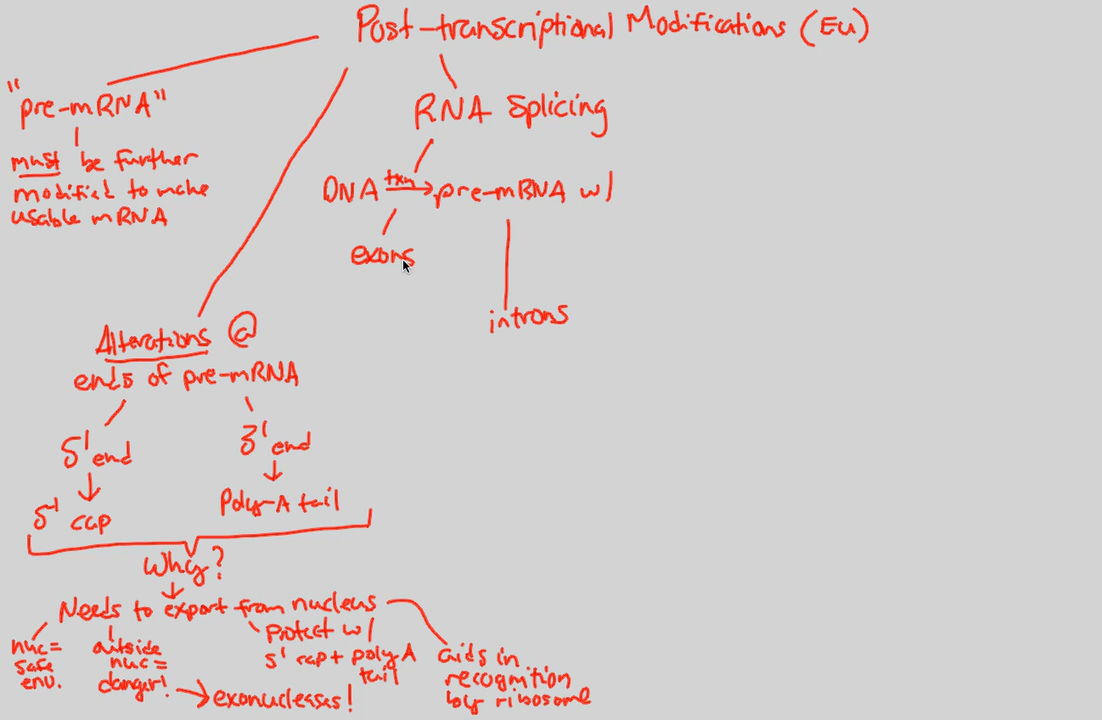 Post-transcriptional Modifications (Eu)
"pre-mRNA"
must be further
modified to make
usable mRNA
RNA Splicing
DNA txn pre-mRNA w/
exons
introns
Alterations @
ends of pre-mRNA
5' end
3' end
5' cap
Poly-A tail
Why?
Needs to export from nucleus
nuc=
safe
env.
outside
nuc=
danger!
exonucleases!
Protect w/
5' cap + poly A
tail
aids in
recognition
by ribosome